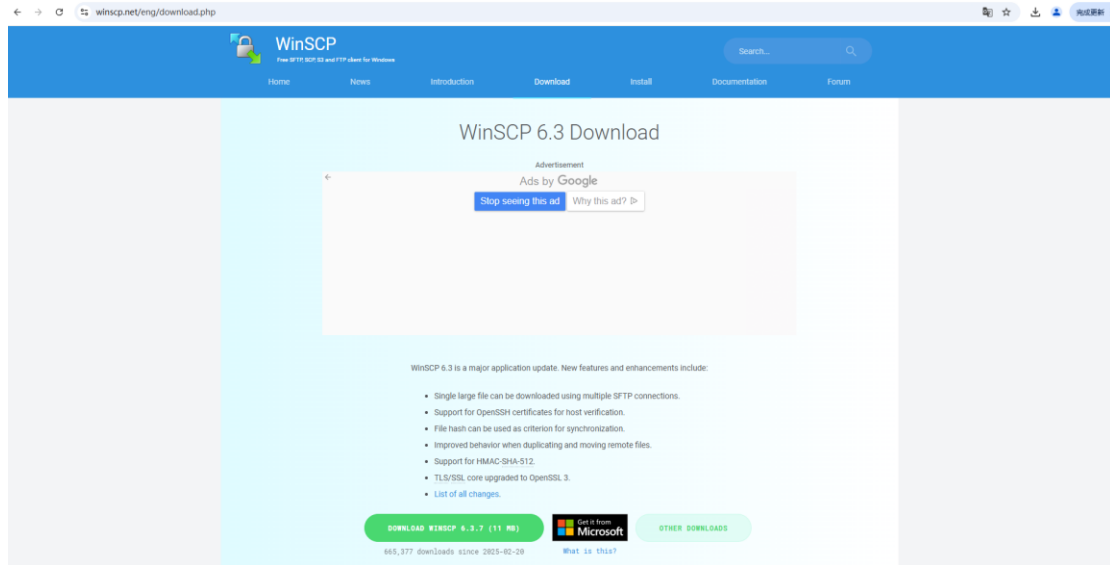 winscp.net/eng/download.php
完成更新
WinSCP
Free SFTP, SCP, S3 and FTP client for Windows
Search...
Home News Introduction Download Install Documentation Forum
WinSCP 6.3 Download
Advertisement
Ads by Google
Stop seeing this ad Why this ad?
WinSCP 6.3 is a major application update. New features and enhancements include:
Single large file can be downloaded using multiple SFTP connections.
Support for OpenSSH certificates for host verification.
File hash can be used as criterion for synchronization.
Improved behavior when duplicating and moving remote files.
Support for HMAC-SHA-512.
TLS/SSL core upgraded to OpenSSL 3.
List of all changes.
DOWNLOAD WINSCP 6.3.7 (11 MB) Get it from Microsoft OTHER DOWNLOADS
665,377 downloads since 2025-02-20 What is this?